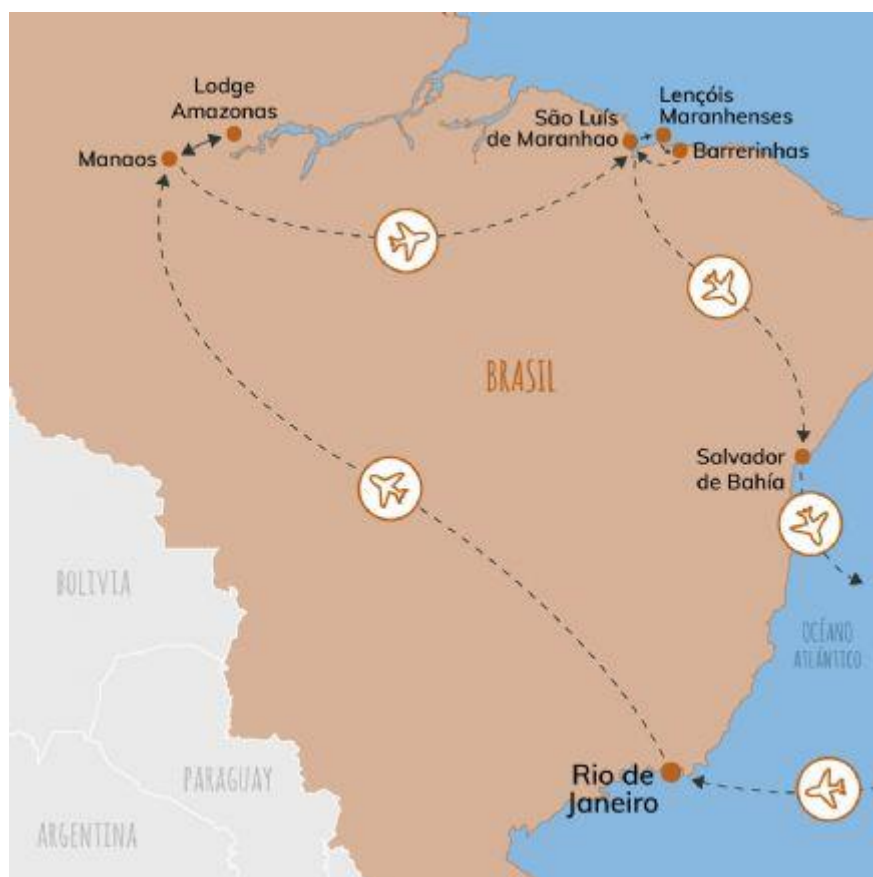 Lodge
Amazonas
Manaos
São Luís
de Maranhao
Lençóis
Maranhenses
Barrerinhas
BRASIL
Salvador
de Bahía
BOLIVIA
OCÉANO
ATLÁNTICO
PARAGUAY
Rio de
Janeiro
ARGENTINA